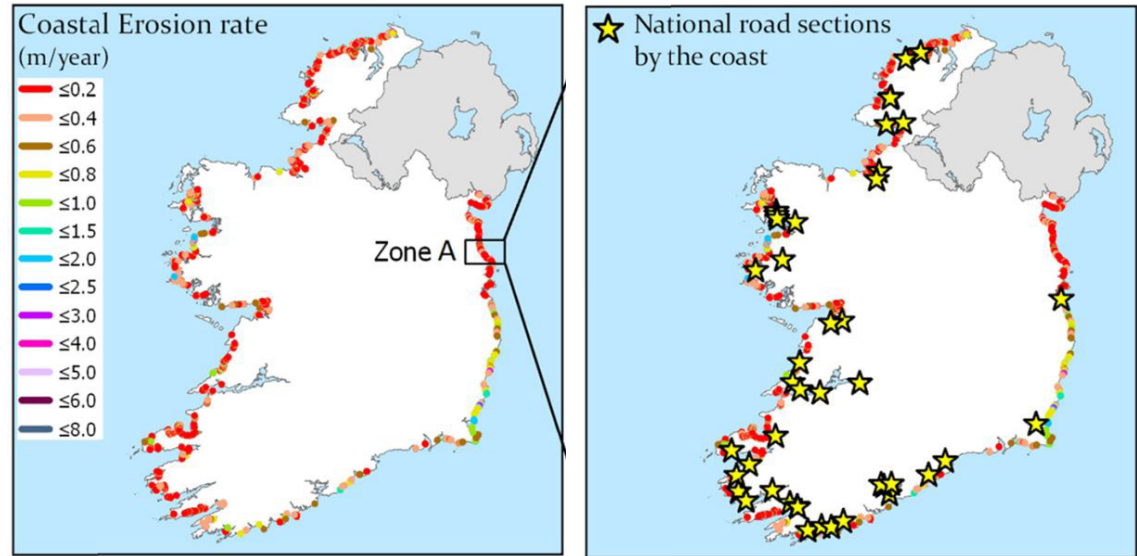 Coastal Erosion rate
(m/year)
≤0.2
≤0.4
≤0.6
≤0.8
≤1.0
≤1.5
≤2.0
≤2.5
≤3.0
≤4.0
≤5.0
≤6.0
≤8.0
Zone A
National road sections
by the coast